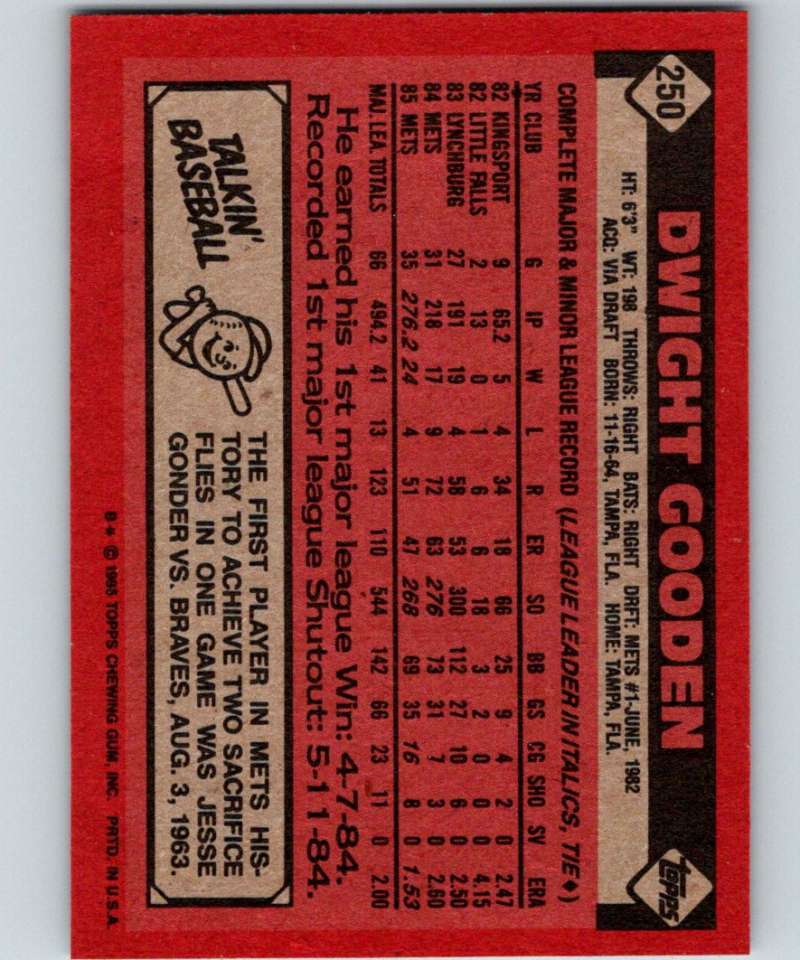 250
DWIGHT GOODEN
TOPPS
HT: 6'3" WT: 198 THROWS: RIGHT BATS: RIGHT DRFT: METS #1-JUNE, 1982
ACQ: VIA DRAFT BORN: 11-16-64, TAMPA, FLA. HOME: TAMPA, FLA.
COMPLETE MAJOR & MINOR LEAGUE RECORD (LEAGUE LEADER IN ITALICS, TIE♦)
YR CLUB G IP W L R ER SO BB GS CG SHO SV ERA
82 KINGSPORT 9 65.2 5 4 34 18 66 25 9 4 2 0 2.47
82 LITTLE FALLS 2 13 0 1 6 6 18 3 2 0 0 0 4.15
83 LYNCHBURG 27 191 19 4 58 53 300 112 27 10 6 0 2.50
84 METS 31 218 17 9 72 63 276 73 31 7 3 0 2.60
85 METS 35 276.2 24 4 51 47 268 69 35 16 8 0 1.53
MAJ. LEA. TOTALS 66 494.2 41 13 123 110 544 142 66 23 11 0 2.00
He earned his 1st major league Win: 4-7-84.
Recorded 1st major league Shutout: 5-11-84.
TALKIN'
BASEBALL
THE FIRST PLAYER IN METS HIS-
TORY TO ACHIEVE TWO SACRIFICE
FLIES IN ONE GAME WAS JESSE
GONDER VS. BRAVES, AUG. 3, 1963.
B★ © 1985 TOPPS CHEWING GUM, INC. PRTD. IN U.S.A.